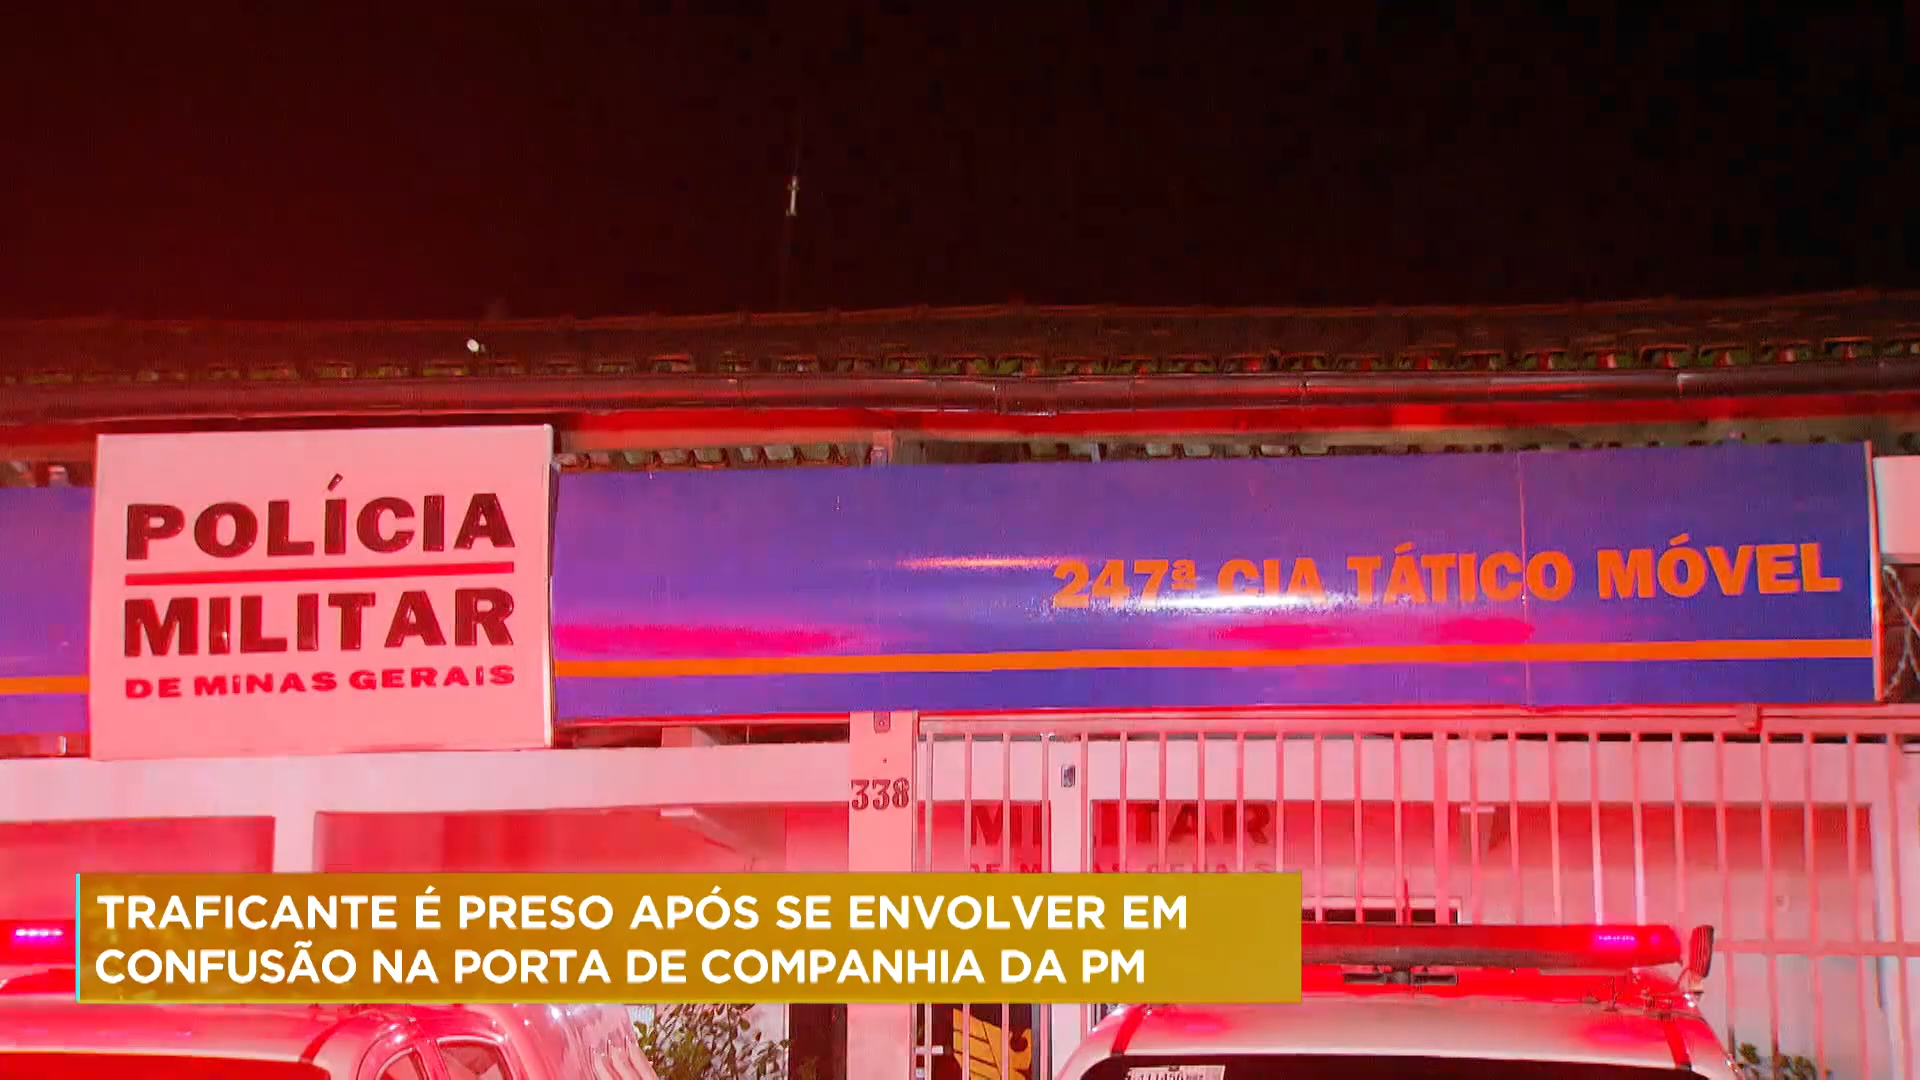 POLÍCIA
MILITAR
DE MINAS GERAIS
247ª CIA TÁTICO MÓVEL
338
MILITAR
TRAFICANTE É PRESO APÓS SE ENVOLVER EM
CONFUSÃO NA PORTA DE COMPANHIA DA PM